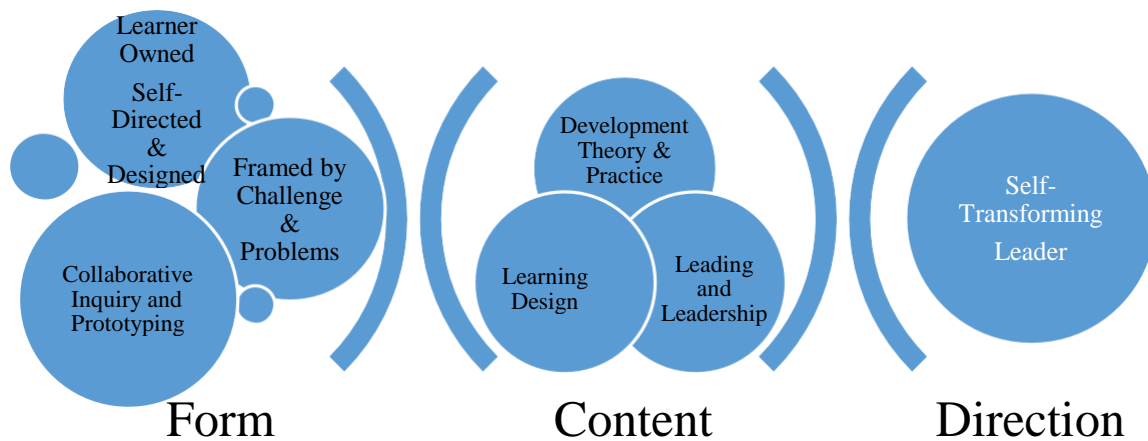 Learner
Owned
Self-
Directed
&
Designed
Framed by
Challenge
&
Problems
Collaborative
Inquiry and
Prototyping
Form
Development
Theory &
Practice
Learning
Design
Leading
and
Leadership
Content
Self-
Transforming
Leader
Direction